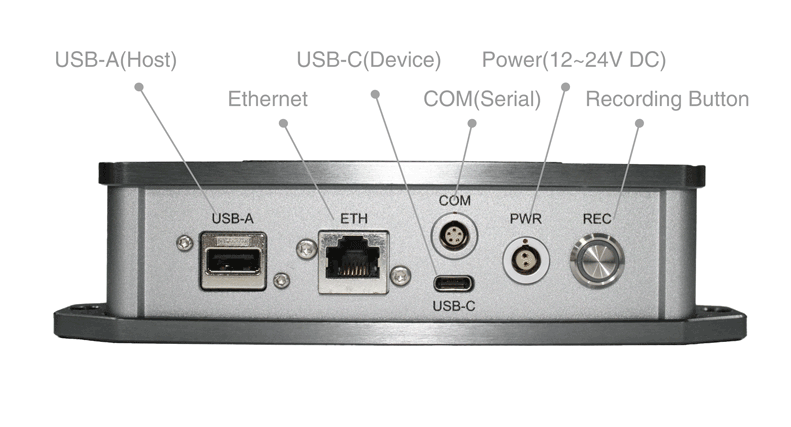 USB-A(Host)
USB-C(Device)
Power(12~24V DC)
Ethernet
COM(Serial)
Recording Button
COM
USB-A
ETH
PWR
REC
USB-C